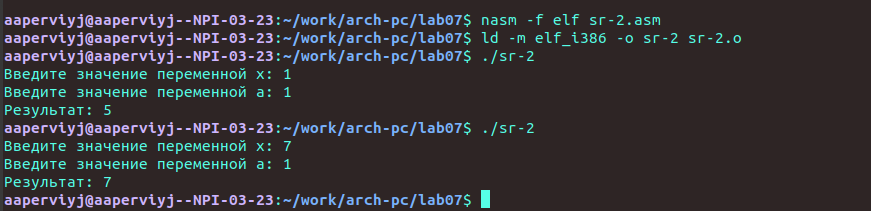 aaperviyj@aaperviyj--NPI-03-23:~/work/arch-pc/lab07$ nasm -f elf sr-2.asm
aaperviyj@aaperviyj--NPI-03-23:~/work/arch-pc/lab07$ ld -m elf_i386 -o sr-2 sr-2.o
aaperviyj@aaperviyj--NPI-03-23:~/work/arch-pc/lab07$ ./sr-2
Введите значение переменной х: 1
Введите значение переменной а: 1
Результат: 5
aaperviyj@aaperviyj--NPI-03-23:~/work/arch-pc/lab07$ ./sr-2
Введите значение переменной х: 7
Введите значение переменной а: 1
Результат: 7
aaperviyj@aaperviyj--NPI-03-23:~/work/arch-pc/lab07$